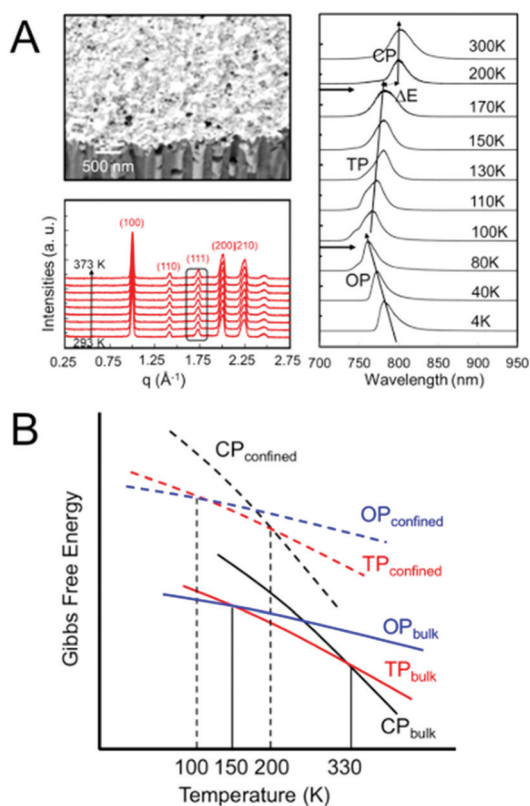 A
500 nm
Intensities (a. u.)
(100)
(110)
(111)
(200)
(210)
373 K
293 K
0.25 0.75 1.25 1.75 2.25 2.75
q (Å-1)
CP
ΔE
TP
OP
300K
200K
170K
150K
130K
110K
100K
80K
40K
4K
700 750 800 850 900 950
Wavelength (nm)
B
Gibbs Free Energy
CPconfined
OPconfined
TPconfined
OPbulk
TPbulk
CPbulk
100 150 200 330
Temperature (K)